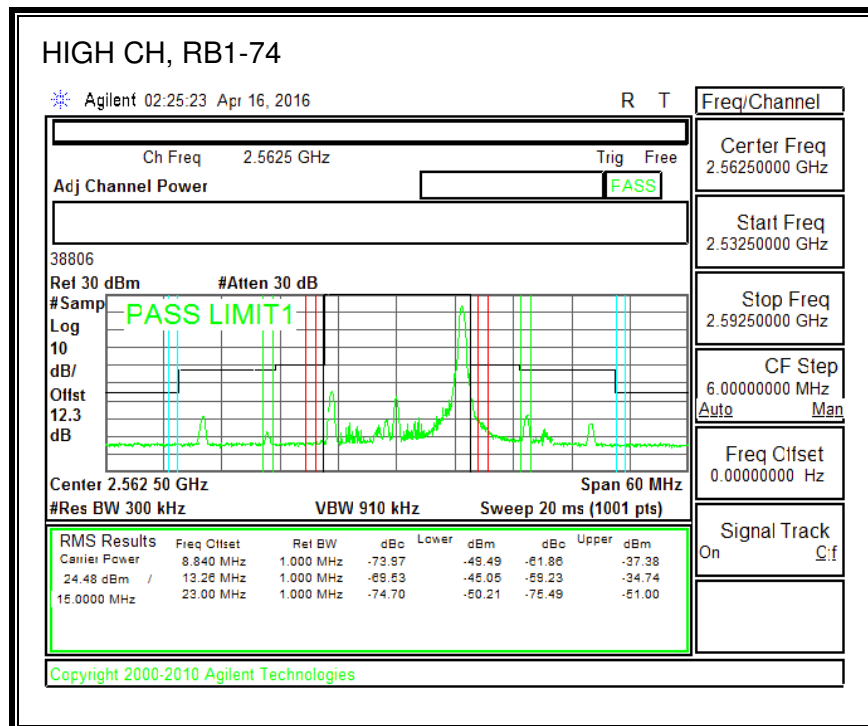 HIGH CH, RB1-74
Agilent 02:25:23 Apr 16, 2016 R T
Freq/Channel
Ch Freq 2.5625 GHz Trig Free
Adj Channel Power PASS
Center Freq
2.56250000 GHz
Start Freq
2.53250000 GHz
Stop Freq
2.59250000 GHz
CF Step
6.00000000 MHz
Auto Man
Freq Offset
0.00000000 Hz
Signal Track
On Off
38806
Ref 30 dBm #Atten 30 dB
#Samp
Log
10
dB/
Offst
12.3
dB
PASS LIMIT1
Center 2.562 50 GHz Span 60 MHz
#Res BW 300 kHz VBW 910 kHz Sweep 20 ms (1001 pts)
RMS Results Freq Offset Ref BW dBc Lower dBm dBc Upper dBm
Carrier Power 8.840 MHz 1.000 MHz -73.97 -49.49 -61.86 -37.38
24.48 dBm / 13.26 MHz 1.000 MHz -69.53 -45.05 -59.23 -34.74
15.0000 MHz 23.00 MHz 1.000 MHz -74.70 -50.21 -75.49 -51.00
Copyright 2000-2010 Agilent Technologies